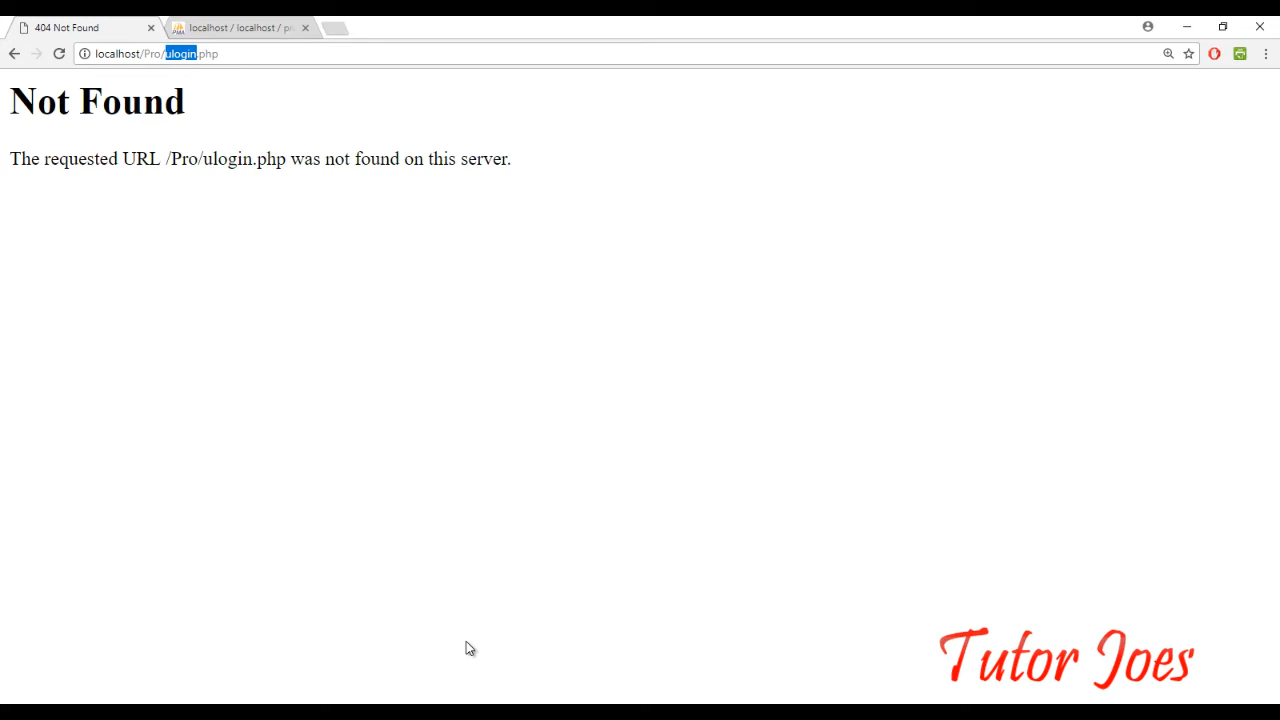 404 Not Found
localhost / localhost / pr
localhost/Pro/ulogin.php
Not Found
The requested URL /Pro/ulogin.php was not found on this server.
Tutor Joes